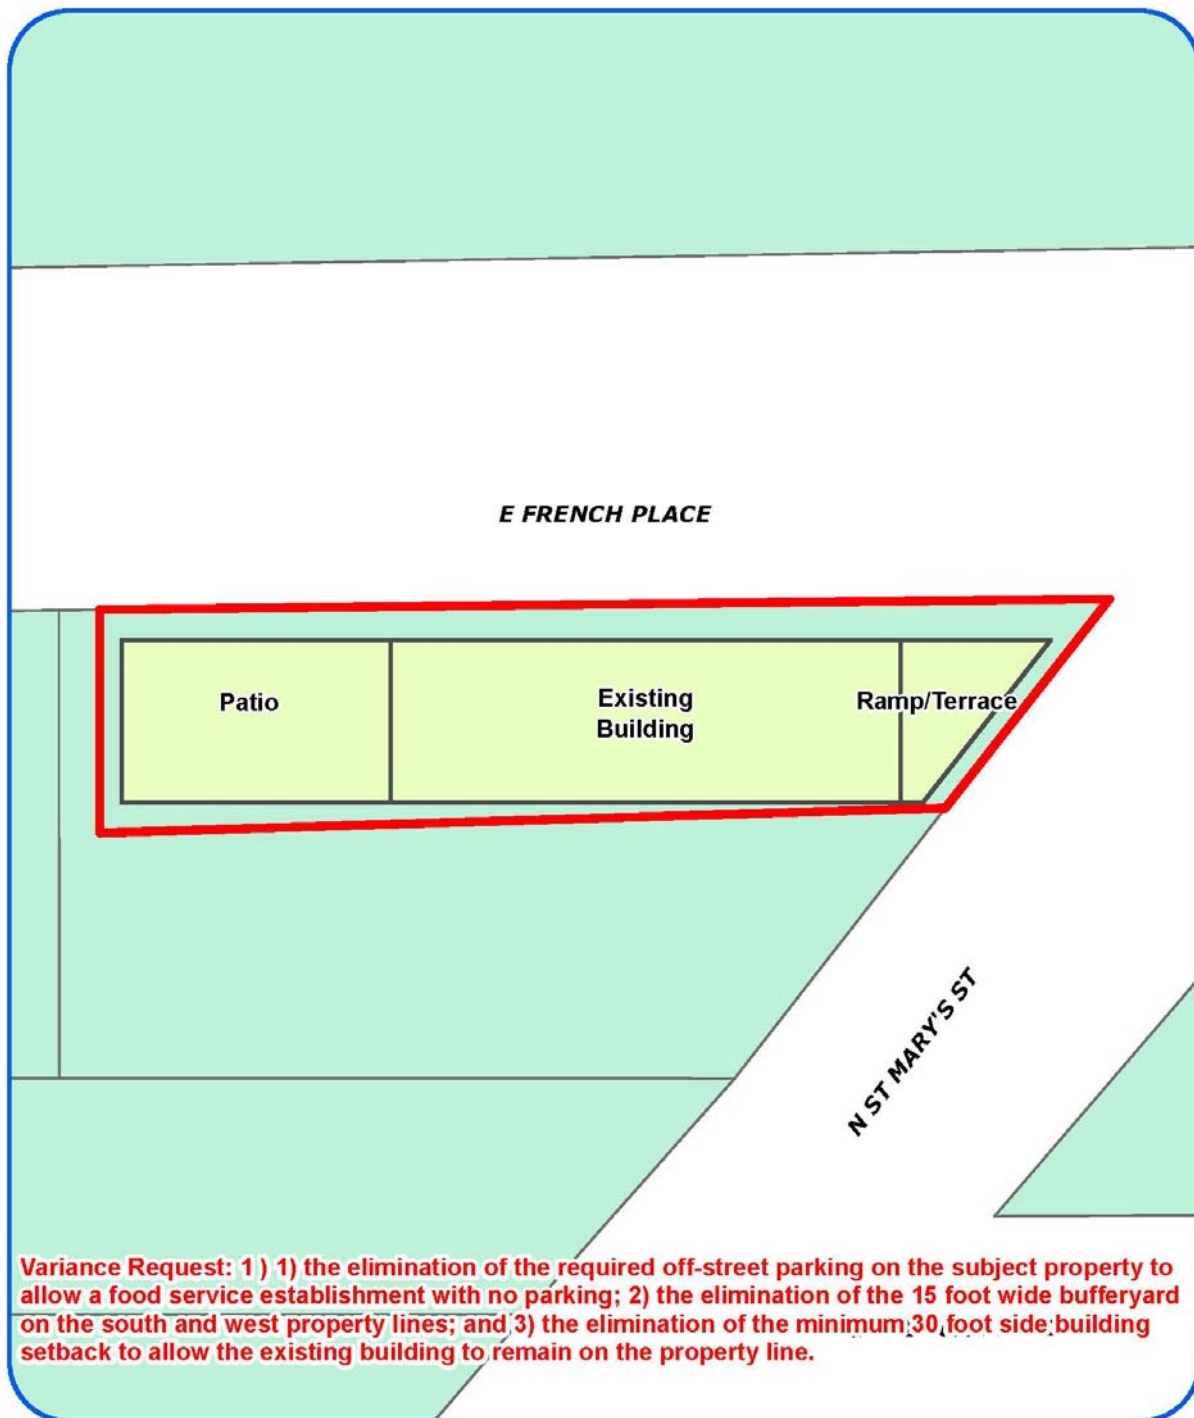 E FRENCH PLACE
Patio
Existing
Building
Ramp/Terrace
N ST MARY'S ST
Variance Request: 1 ) 1) the elimination of the required off-street parking on the subject property to
allow a food service establishment with no parking; 2) the elimination of the 15 foot wide bufferyard
on the south and west property lines; and 3) the elimination of the minimum 30 foot side building
setback to allow the existing building to remain on the property line.